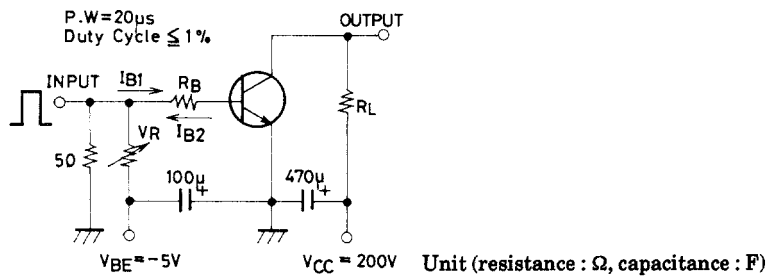 P.W=20μs
Duty Cycle ≦ 1%
OUTPUT
INPUT
IB1
RB
IB2
RL
VR
50
100μ
+
470μ
+
VBE=-5V
VCC=200V
Unit (resistance : Ω, capacitance : F)